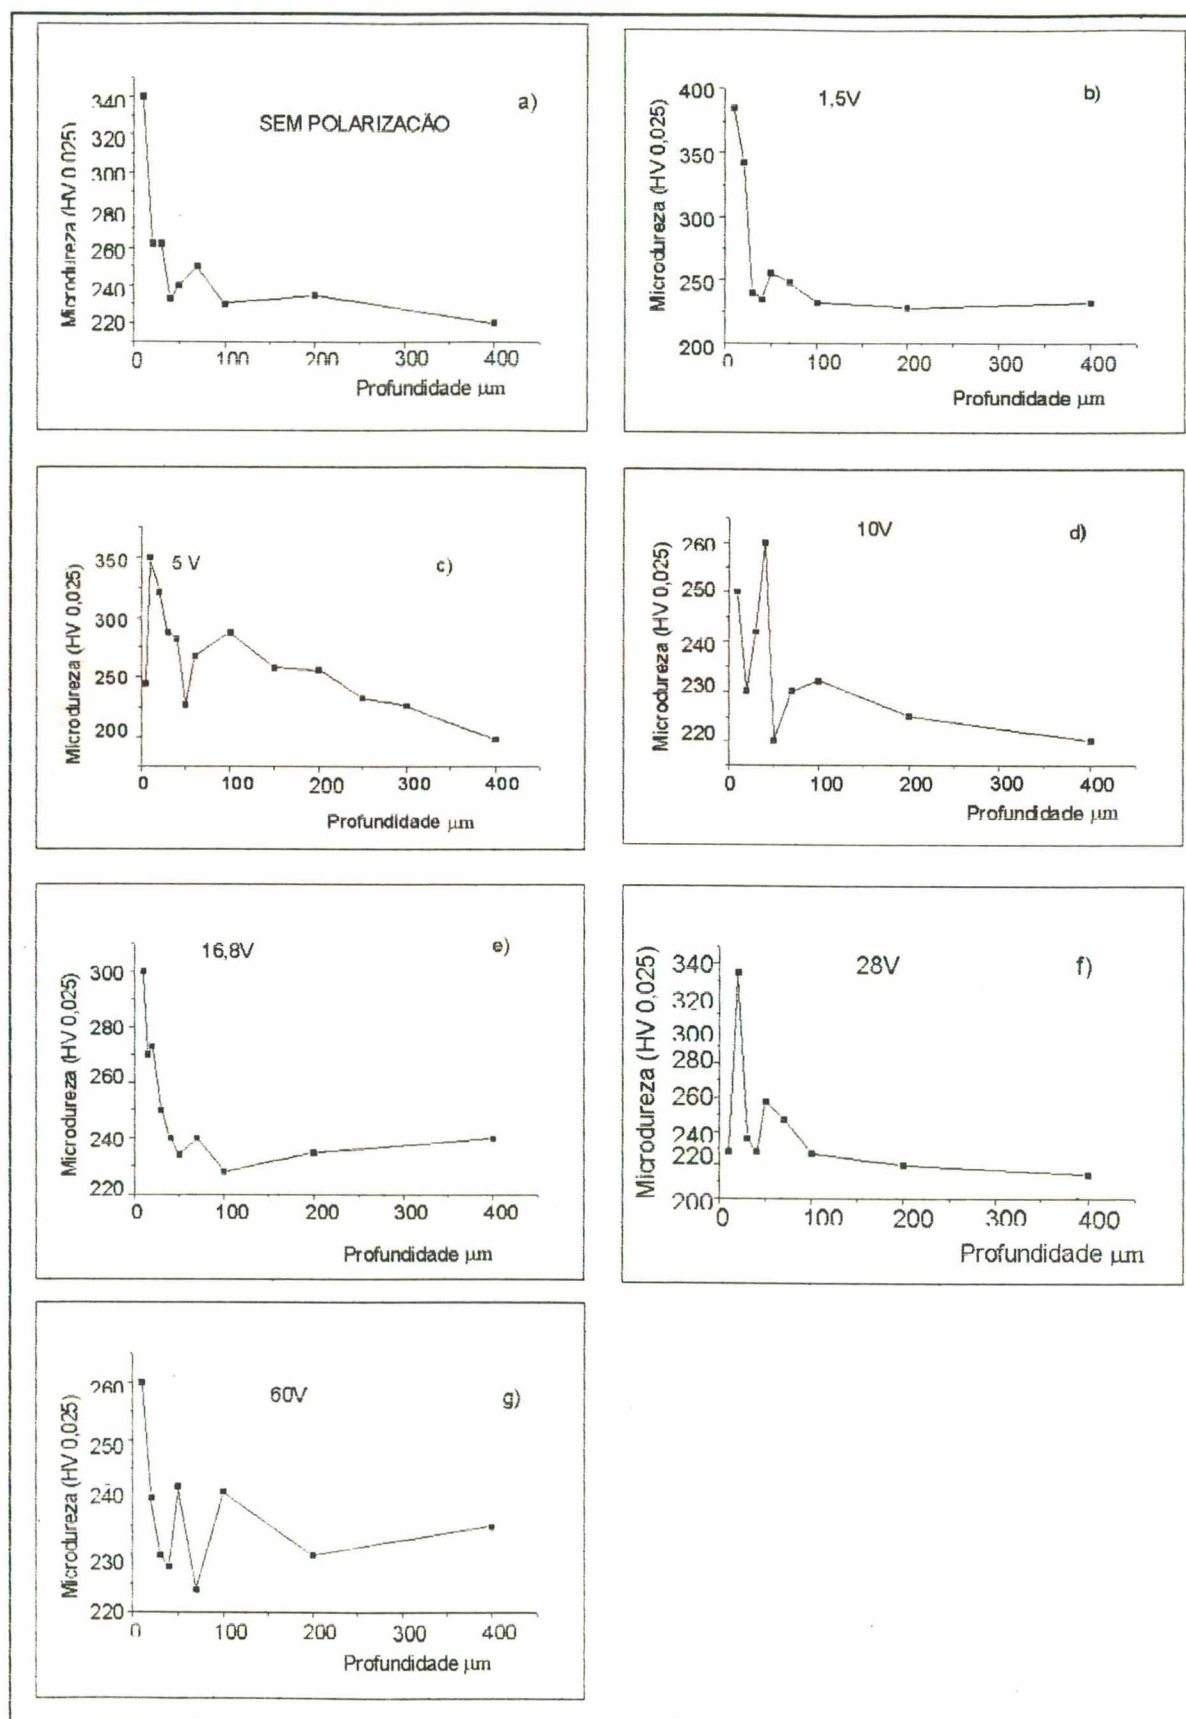 a)
SEM POLARIZACÃO
Microdureza (HV 0,025)
340
320
300
280
260
240
220
0 100 200 300 400
Profundidade µm
b)
1,5V
Microdureza (HV 0,025)
400
350
300
250
200
0 100 200 300 400
Profundidade µm
c)
5 V
Microdureza (HV 0,025)
350
300
250
200
0 100 200 300 400
Profundidade µm
d)
10V
Microdureza (HV 0,025)
260
250
240
230
220
0 100 200 300 400
Profundidade µm
e)
16,8V
Microdureza (HV 0,025)
300
290
280
270
260
250
240
230
220
0 100 200 300 400
Profundidade µm
f)
28V
Microdureza (HV 0,025)
340
320
300
280
260
240
220
200
0 100 200 300 400
Profundidade µm
g)
60V
Microdureza (HV 0,025)
260
250
240
230
220
0 100 200 300 400
Profundidade µm